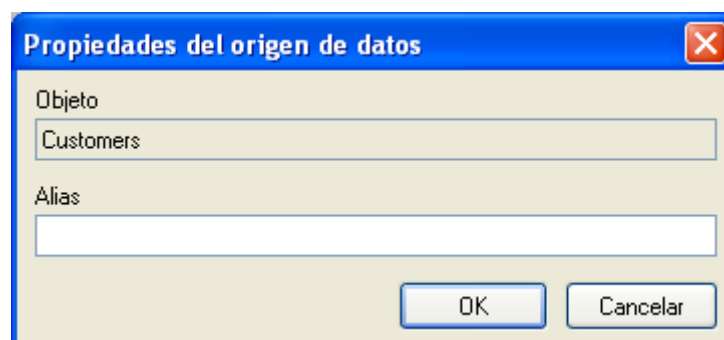 Propiedades del origen de datos
Objeto
Customers
Alias
OK Cancelar